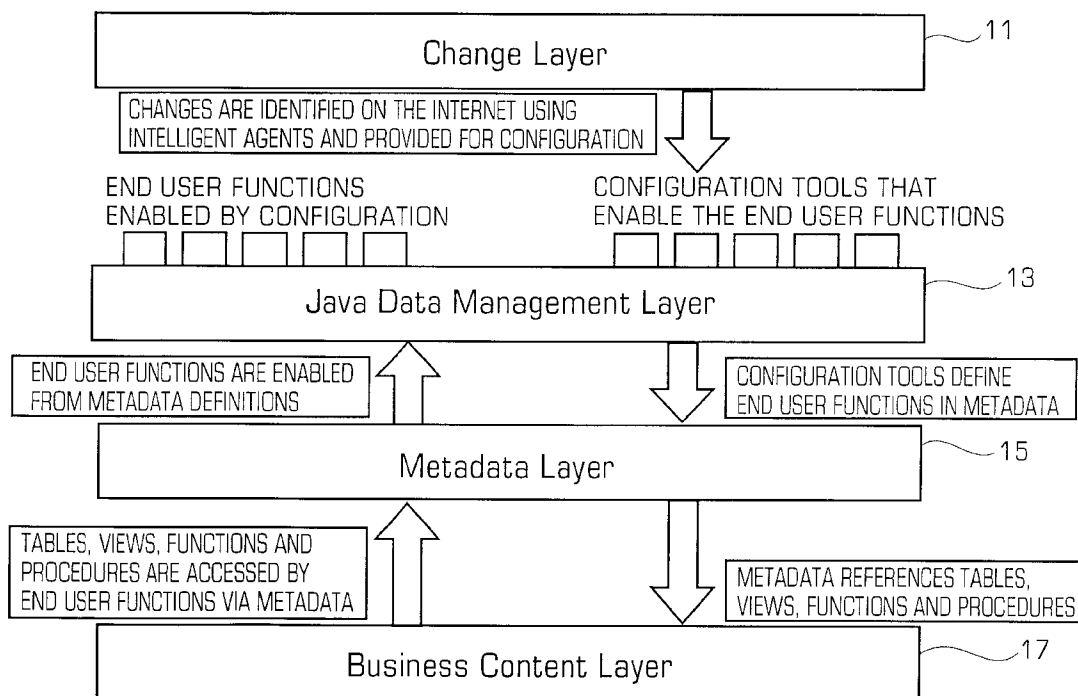 Change Layer
11
CHANGES ARE IDENTIFIED ON THE INTERNET USING
INTELLIGENT AGENTS AND PROVIDED FOR CONFIGURATION
END USER FUNCTIONS
ENABLED BY CONFIGURATION
CONFIGURATION TOOLS THAT
ENABLE THE END USER FUNCTIONS
Java Data Management Layer
13
END USER FUNCTIONS ARE ENABLED
FROM METADATA DEFINITIONS
CONFIGURATION TOOLS DEFINE
END USER FUNCTIONS IN METADATA
Metadata Layer
15
TABLES, VIEWS, FUNCTIONS AND
PROCEDURES ARE ACCESSED BY
END USER FUNCTIONS VIA METADATA
METADATA REFERENCES TABLES,
VIEWS, FUNCTIONS AND PROCEDURES
Business Content Layer
17